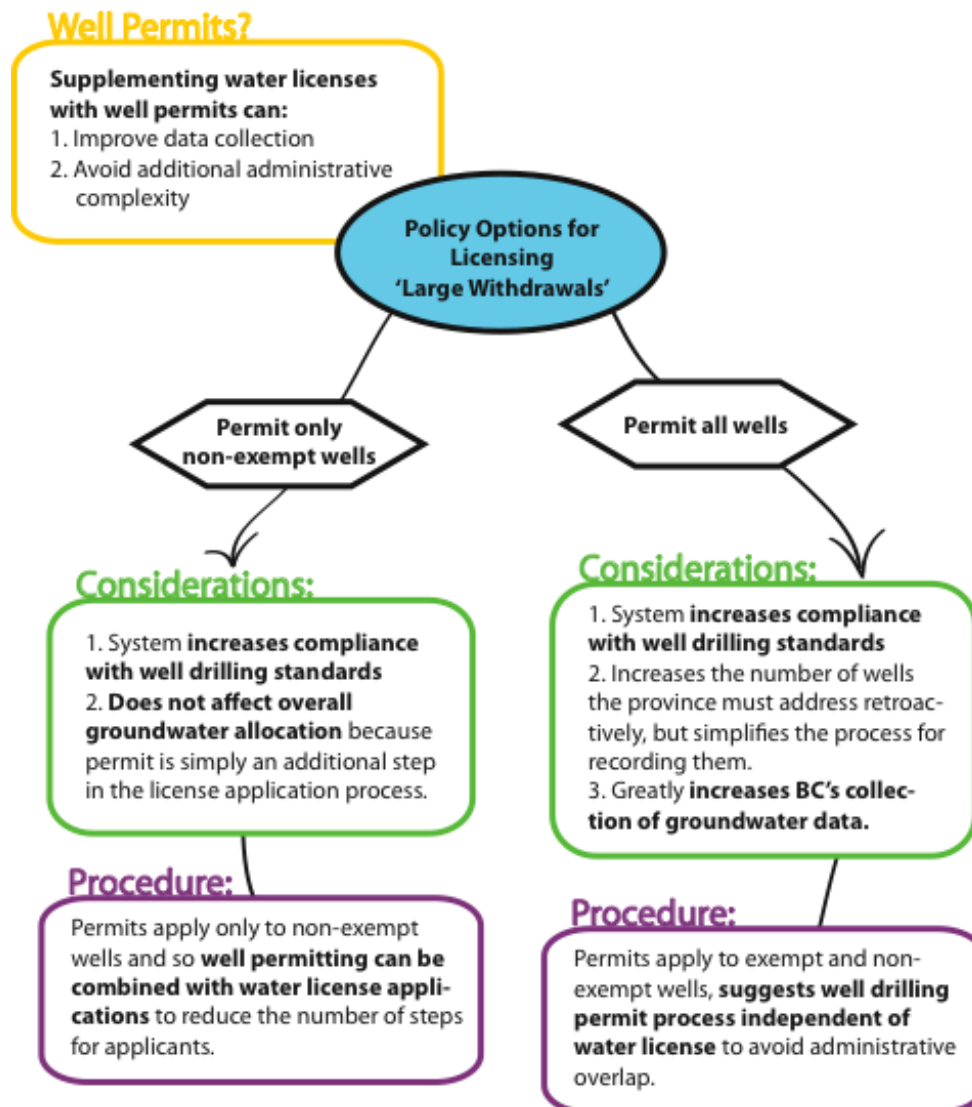 Well Permits?
Supplementing water licenses
with well permits can:
1. Improve data collection
2. Avoid additional administrative
complexity
Policy Options for
Licensing
‘Large Withdrawals’
Permit only
non-exempt wells
Considerations:
1. System increases compliance
with well drilling standards
2. Does not affect overall
groundwater allocation because
permit is simply an additional step
in the license application process.
Procedure:
Permits apply only to non-exempt
wells and so well permitting can be
combined with water license appli-
cations to reduce the number of steps
for applicants.
Permit all wells
Considerations:
1. System increases compliance
with well drilling standards
2. Increases the number of wells
the province must address retroac-
tively, but simplifies the process for
recording them.
3. Greatly increases BC’s collec-
tion of groundwater data.
Procedure:
Permits apply to exempt and non-
exempt wells, suggests well drilling
permit process independent of
water license to avoid administrative
overlap.